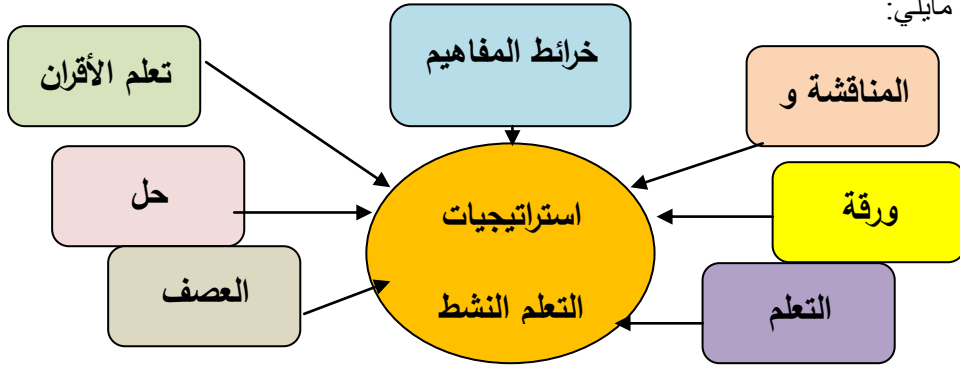 مايلي:
خرائط المفاهيم
تعلم الأقران
المناقشة و
حل
ورقة
استراتيجيات
التعلم النشط
العصف
التعلم